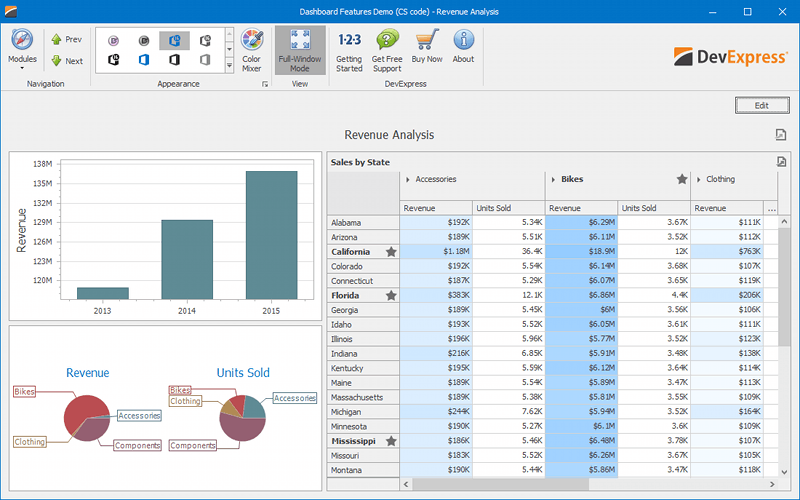 Dashboard Features Demo (CS code) - Revenue Analysis
Modules
Prev
Next
Navigation
Appearance
Color Mixer
Full-Window Mode
View
1·2·3
Getting Started
Get Free Support
Buy Now
About
DevExpress
DevExpress
Edit
Revenue Analysis
138M
135M
132M
129M
126M
123M
120M
Revenue
2013 2014 2015
Revenue
Bikes
Accessories
Clothing
Components
Units Sold
Bikes
Clothing
Accessories
Components
Sales by State
Accessories Bikes Clothing
Revenue Units Sold Revenue Units Sold Revenue ...
Alabama $192K 5.34K $6.29M 3.67K $111K
Arizona $189K 5.51K $6.11M 3.52K $112K
California $1.18M 36.4K $18.9M 12K $763K
Colorado $192K 5.54K $6.14M 3.68K $107K
Connecticut $187K 5.29K $6.07M 3.65K $119K
Florida $383K 12.1K $6.86M 4.4K $206K
Georgia $189K 5.45K $6M 3.56K $106K
Idaho $193K 5.52K $6.05M 3.61K $111K
Illinois $196K 5.96K $5.77M 3.52K $123K
Indiana $216K 6.85K $5.91M 3.48K $138K
Kentucky $195K 5.59K $6.12M 3.64K $114K
Maine $189K 5.54K $5.89M 3.47K $113K
Massachusetts $189K 5.38K $5.81M 3.55K $109K
Michigan $244K 7.62K $5.94M 3.52K $164K
Minnesota $190K 5.27K $6.1M 3.6K $109K
Mississippi $186K 5.46K $6.48M 3.78K $107K
Missouri $183K 5.52K $6.26M 3.67K $105K
Montana $190K 5.44K $5.86M 3.47K $118K